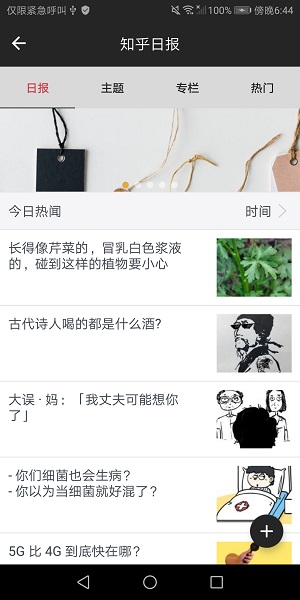 仅限紧急呼叫 100% 傍晚6:44
知乎日报
日报 主题 专栏 热门
今日热闻 时间
长得像芹菜的，冒乳白色浆液
的，碰到这样的植物要小心
古代诗人喝的都是什么酒?
大误 · 妈：「我丈夫可能想你
了」
- 你们细菌也会生病?
- 你以为当细菌就好混了?
5G 比 4G 到底快在哪?